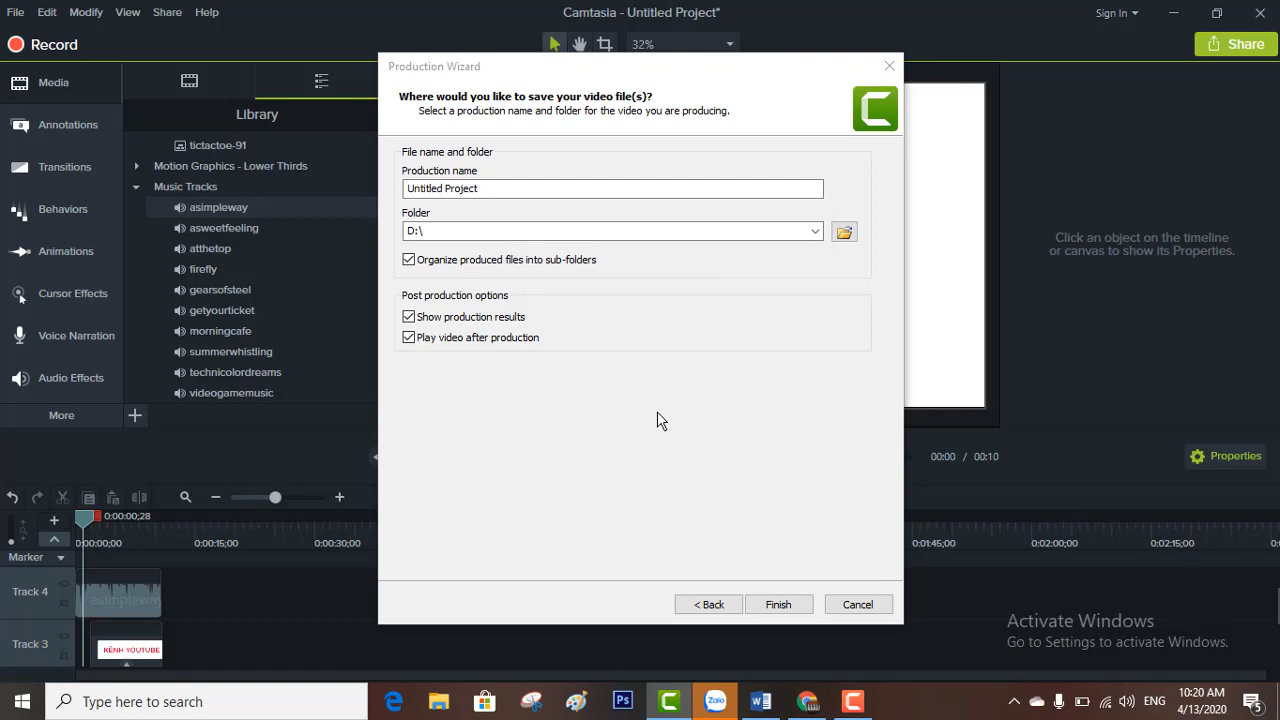 File Edit Modify View Share Help
Camtasia - Untitled Project*
Sign In
Record
32%
Share
Media
Annotations
Transitions
Behaviors
Animations
Cursor Effects
Voice Narration
Audio Effects
More
Library
tictactoe-91
Motion Graphics - Lower Thirds
Music Tracks
asimpleway
asweetfeeling
atthetop
firefly
gearsofsteel
getyourticket
morningcafe
summerwhistling
technicolordreams
videogamemusic
Production Wizard
Where would you like to save your video file(s)?
Select a production name and folder for the video you are producing.
File name and folder
Production name
Untitled Project
Folder
D:\
Organize produced files into sub-folders
Post production options
Show production results
Play video after production
< Back
Finish
Cancel
Click an object on the timeline
or canvas to show its Properties.
00:00 / 00:10
Properties
0:00:00;28
0:00:00;00 0:00:15;00 0:00:30;00 0:01:45;00 0:02:00;00 0:02:15;00
Marker
Track 4
asimpleway
Track 3
KÊNH YOUTUBE
Activate Windows
Go to Settings to activate Windows.
Type here to search
Ps
Zalo
ENG
10:20 AM
4/13/2020
5